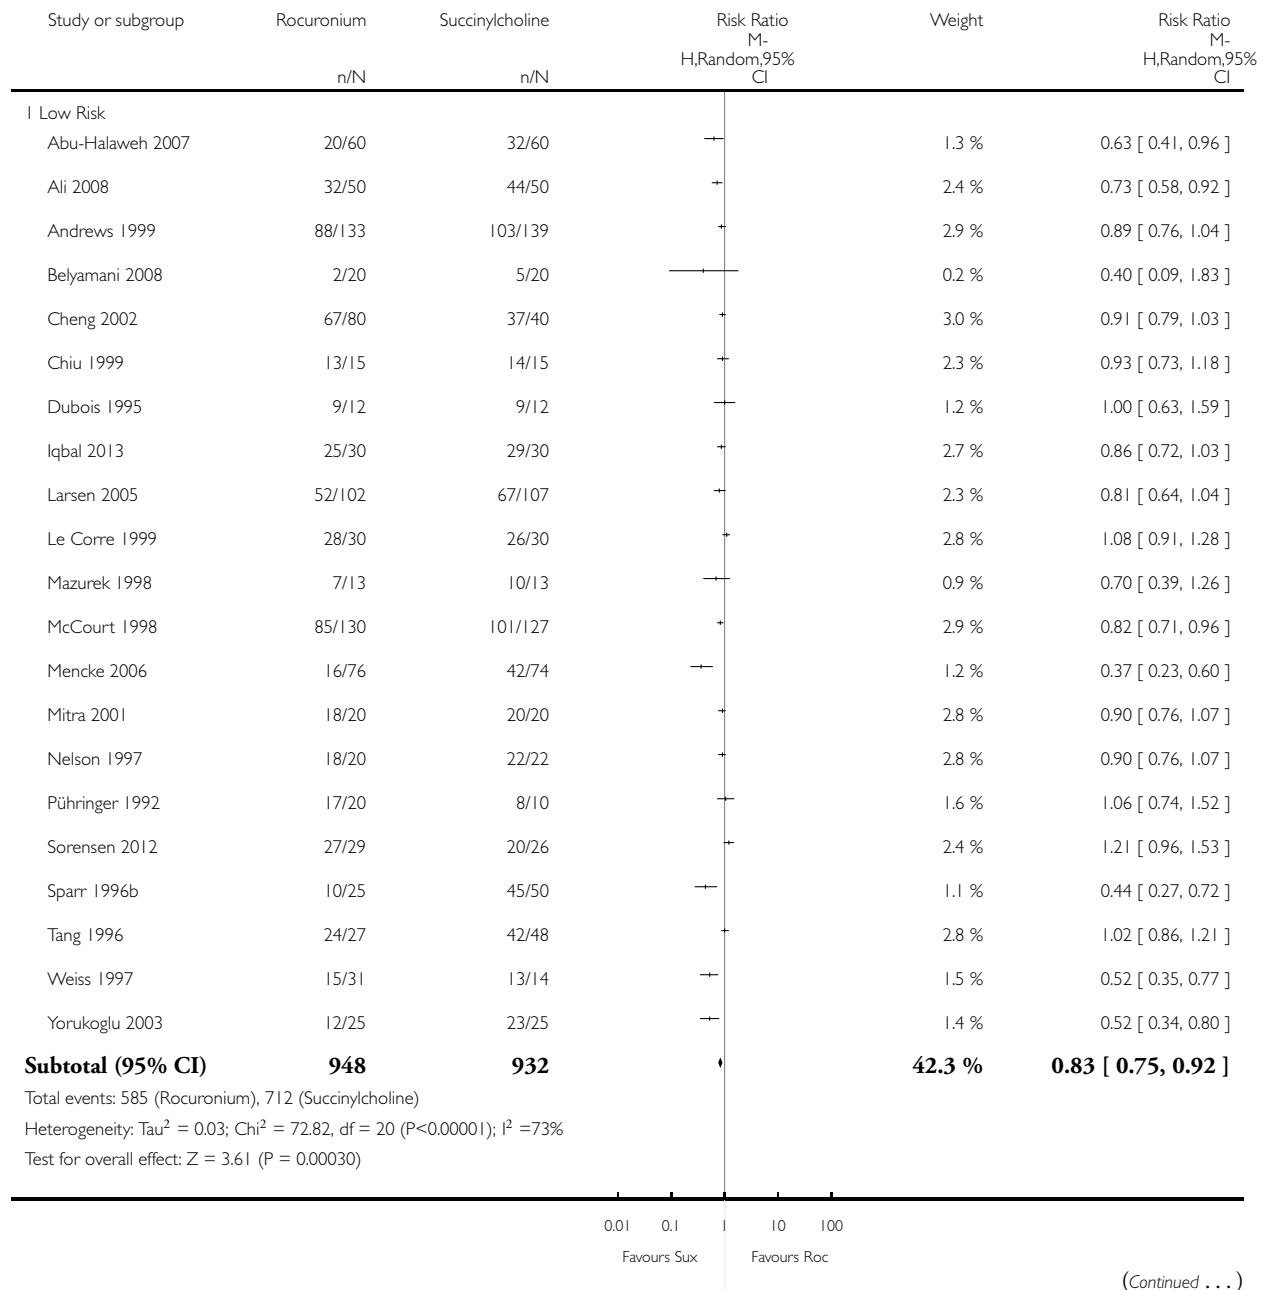 Study or subgroup Rocuronium Succinylcholine Risk Ratio Weight Risk Ratio
M- M-
H,Random,95% H,Random,95%
n/N n/N CI CI
1 Low Risk
Abu-Halaweh 2007 20/60 32/60 1.3 % 0.63 [ 0.41, 0.96 ]
Ali 2008 32/50 44/50 2.4 % 0.73 [ 0.58, 0.92 ]
Andrews 1999 88/133 103/139 2.9 % 0.89 [ 0.76, 1.04 ]
Belyamani 2008 2/20 5/20 0.2 % 0.40 [ 0.09, 1.83 ]
Cheng 2002 67/80 37/40 3.0 % 0.91 [ 0.79, 1.03 ]
Chiu 1999 13/15 14/15 2.3 % 0.93 [ 0.73, 1.18 ]
Dubois 1995 9/12 9/12 1.2 % 1.00 [ 0.63, 1.59 ]
Iqbal 2013 25/30 29/30 2.7 % 0.86 [ 0.72, 1.03 ]
Larsen 2005 52/102 67/107 2.3 % 0.81 [ 0.64, 1.04 ]
Le Corre 1999 28/30 26/30 2.8 % 1.08 [ 0.91, 1.28 ]
Mazurek 1998 7/13 10/13 0.9 % 0.70 [ 0.39, 1.26 ]
McCourt 1998 85/130 101/127 2.9 % 0.82 [ 0.71, 0.96 ]
Mencke 2006 16/76 42/74 1.2 % 0.37 [ 0.23, 0.60 ]
Mitra 2001 18/20 20/20 2.8 % 0.90 [ 0.76, 1.07 ]
Nelson 1997 18/20 22/22 2.8 % 0.90 [ 0.76, 1.07 ]
Pühringer 1992 17/20 8/10 1.6 % 1.06 [ 0.74, 1.52 ]
Sorensen 2012 27/29 20/26 2.4 % 1.21 [ 0.96, 1.53 ]
Sparr 1996b 10/25 45/50 1.1 % 0.44 [ 0.27, 0.72 ]
Tang 1996 24/27 42/48 2.8 % 1.02 [ 0.86, 1.21 ]
Weiss 1997 15/31 13/14 1.5 % 0.52 [ 0.35, 0.77 ]
Yorukoglu 2003 12/25 23/25 1.4 % 0.52 [ 0.34, 0.80 ]
Subtotal (95% CI) 948 932 42.3 % 0.83 [ 0.75, 0.92 ]
Total events: 585 (Rocuronium), 712 (Succinylcholine)
Heterogeneity: Tau² = 0.03; Chi² = 72.82, df = 20 (P<0.00001); I² =73%
Test for overall effect: Z = 3.61 (P = 0.00030)
0.01 0.1 1 10 100
Favours Sux Favours Roc
(Continued . . . )